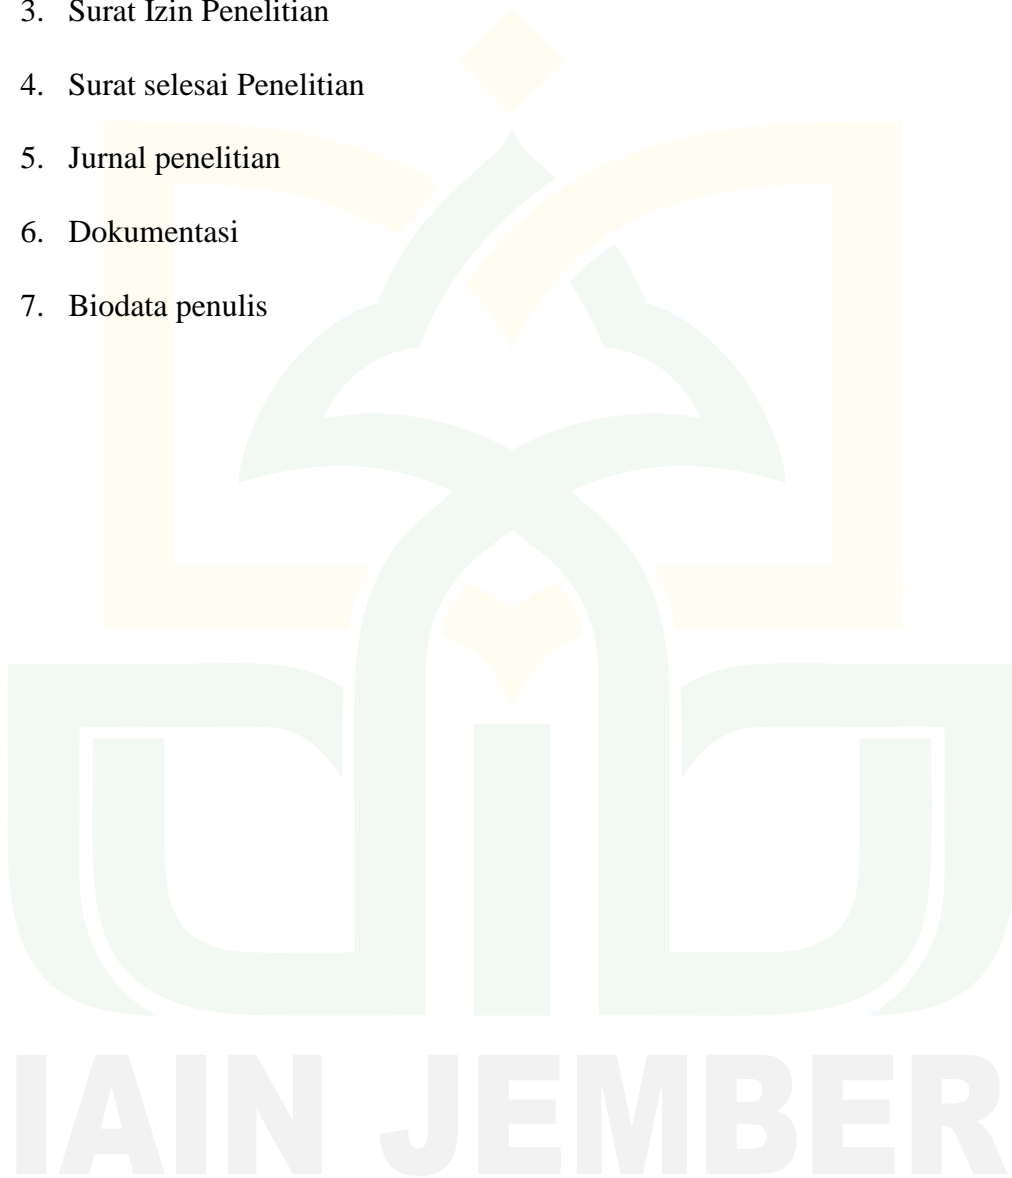 3. Surat Izin Penelitian
4. Surat selesai Penelitian
5. Jurnal penelitian
6. Dokumentasi
7. Biodata penulis
IAIN JEMBER